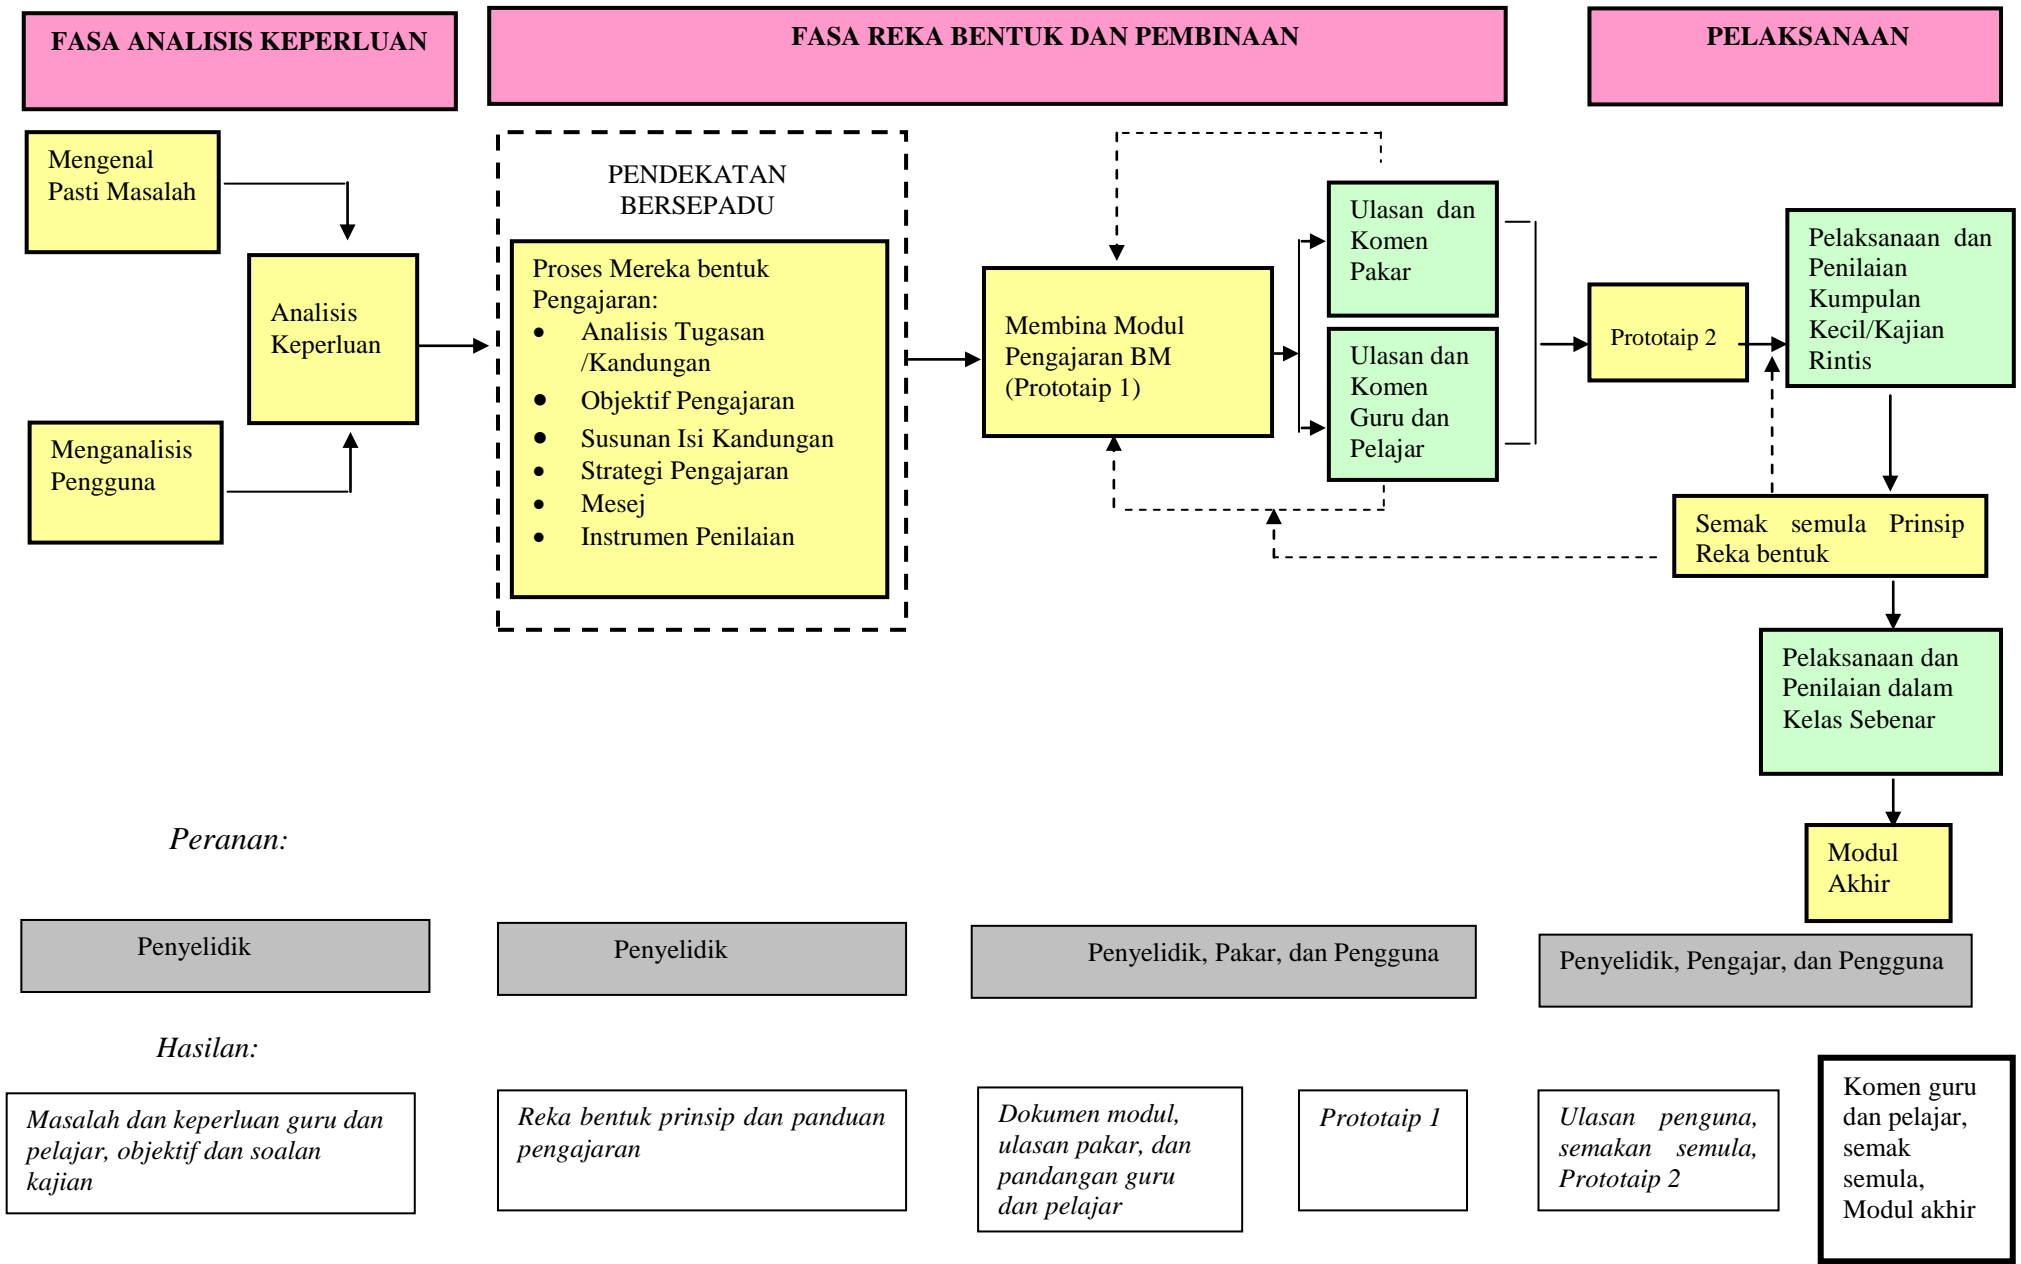 FASA ANALISIS KEPERLUAN
FASA REKA BENTUK DAN PEMBINAAN
PELAKSANAAN
Mengenal
Pasti Masalah
Analisis
Keperluan
Menganalisis
Pengguna
PENDEKATAN
BERSEPADU
Proses Mereka bentuk
Pengajaran:
• Analisis Tugasan
/Kandungan
• Objektif Pengajaran
• Susunan Isi Kandungan
• Strategi Pengajaran
• Mesej
• Instrumen Penilaian
Membina Modul
Pengajaran BM
(Prototaip 1)
Ulasan dan
Komen
Pakar
Ulasan dan
Komen
Guru dan
Pelajar
Prototaip 2
Pelaksanaan dan
Penilaian
Kumpulan
Kecil/Kajian
Rintis
Semak semula Prinsip
Reka bentuk
Pelaksanaan dan
Penilaian dalam
Kelas Sebenar
Modul
Akhir
Peranan:
Penyelidik
Penyelidik
Penyelidik, Pakar, dan Pengguna
Penyelidik, Pengajar, dan Pengguna
Hasilan:
Masalah dan keperluan guru dan
pelajar, objektif dan soalan
kajian
Reka bentuk prinsip dan panduan
pengajaran
Dokumen modul,
ulasan pakar, dan
pandangan guru
dan pelajar
Prototaip 1
Ulasan penguna,
semakan semula,
Prototaip 2
Komen guru
dan pelajar,
semak
semula,
Modul akhir